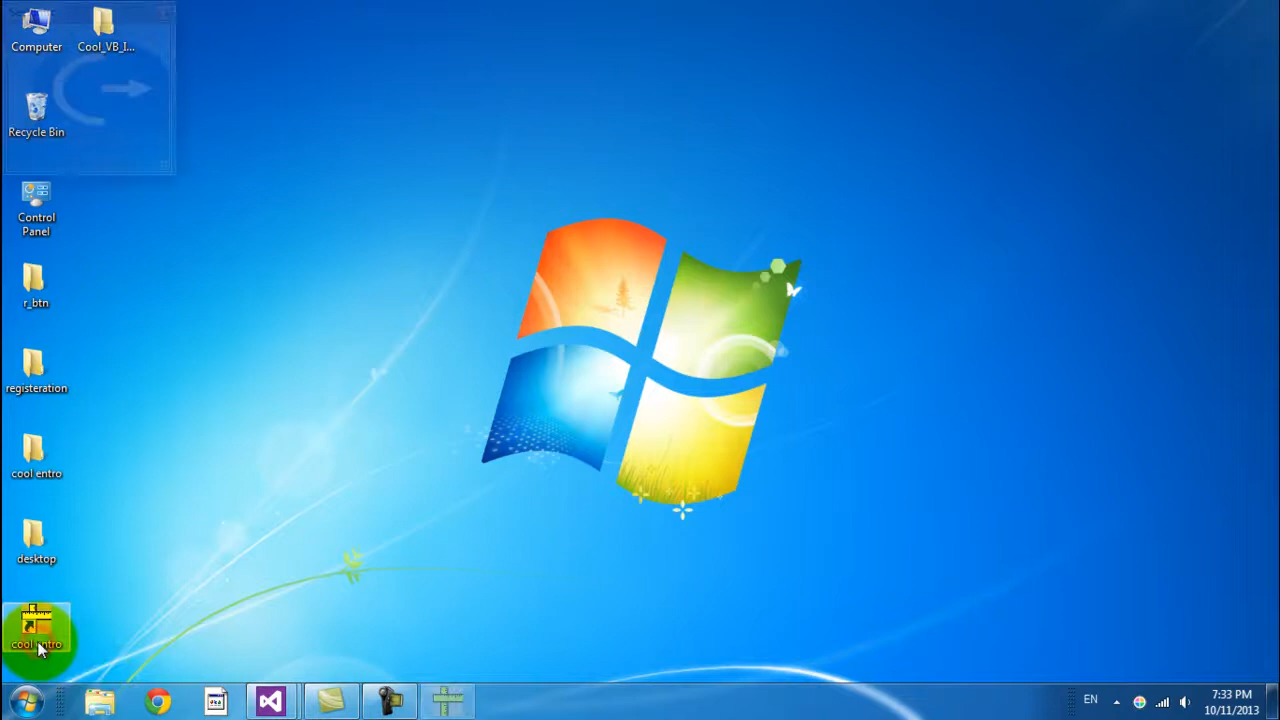 Computer
Cool_VB_I...
Recycle Bin
Control
Panel
r_btn
registeration
cool entro
desktop
cool entro
EN
7:33 PM
10/11/2013